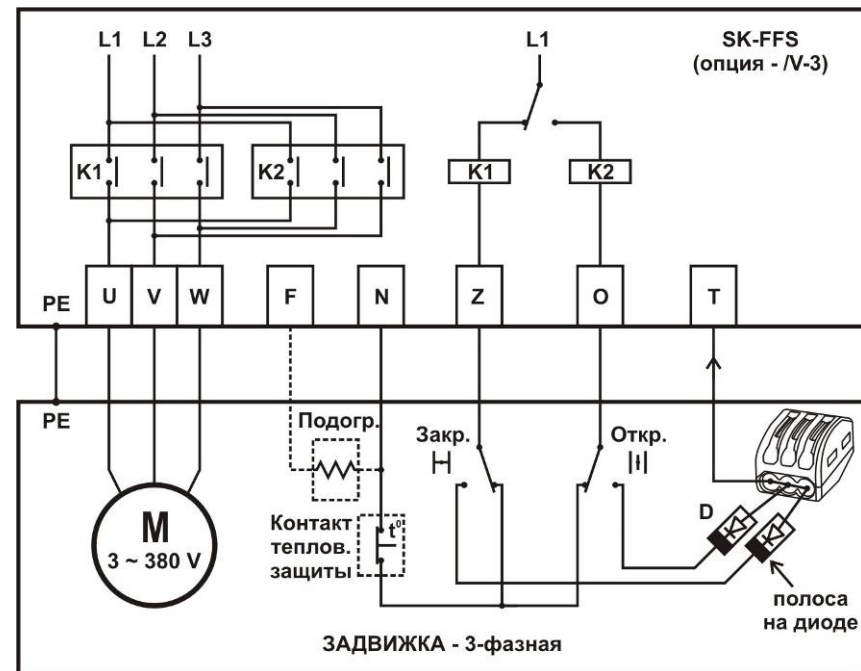 L1 L2 L3
L1
SK-FFS
(опция - /V-3)
K1
K2
K1
K2
PE
U
V
W
F
N
Z
O
T
PE
Подогр.
Закр.
Откр.
M
3 ~ 380 V
Контакт
теплов.
защиты
t⁰
D
полоса
на диоде
ЗАДВИЖКА - 3-фазная